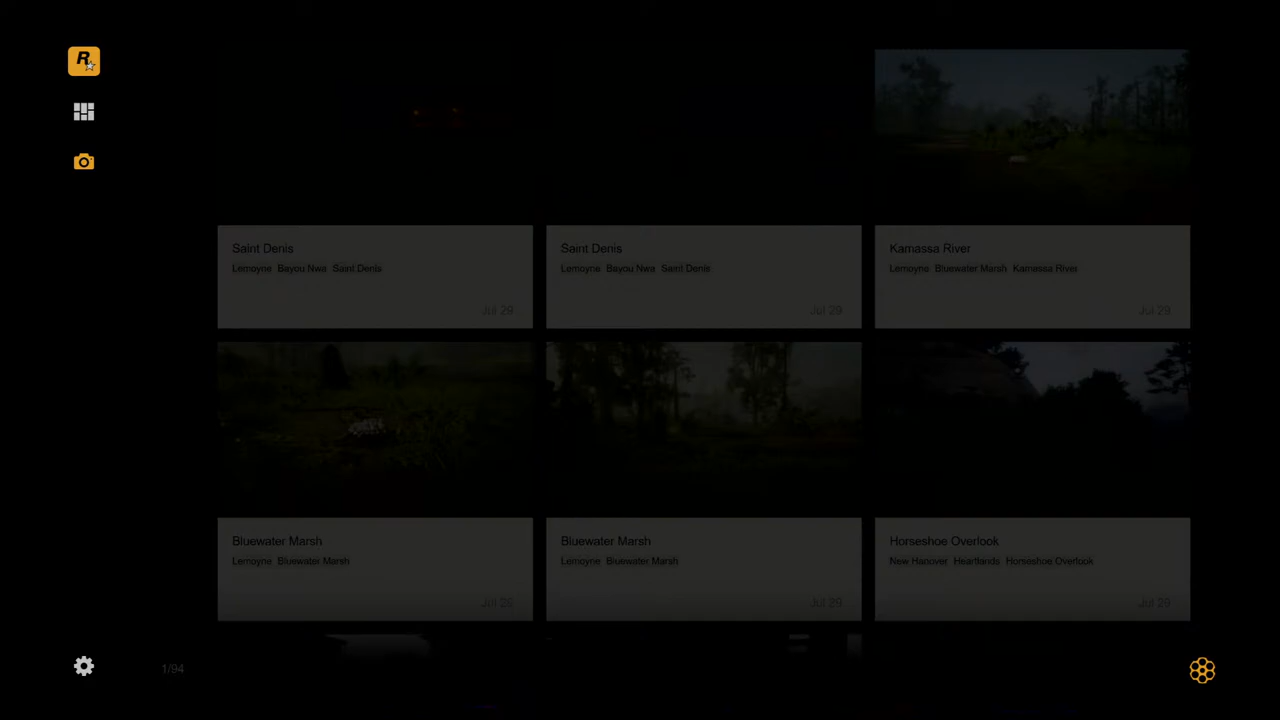 R
Saint Denis
Lemoyne Bayou Nwa Saint Denis
Jul 29
Saint Denis
Lemoyne Bayou Nwa Saint Denis
Jul 29
Kamassa River
Lemoyne Bluewater Marsh Kamassa River
Jul 29
Bluewater Marsh
Lemoyne Bluewater Marsh
Jul 29
Bluewater Marsh
Lemoyne Bluewater Marsh
Jul 29
Horseshoe Overlook
New Hanover Heartlands Horseshoe Overlook
Jul 29
1/94